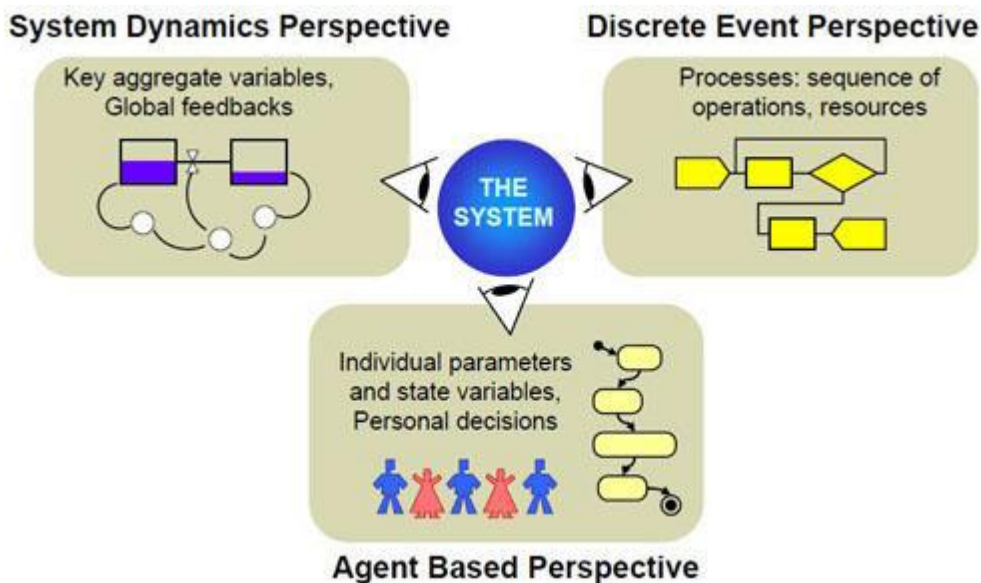 System Dynamics Perspective
Key aggregate variables,
Global feedbacks
Discrete Event Perspective
Processes: sequence of
operations, resources
THE
SYSTEM
Individual parameters
and state variables,
Personal decisions
Agent Based Perspective